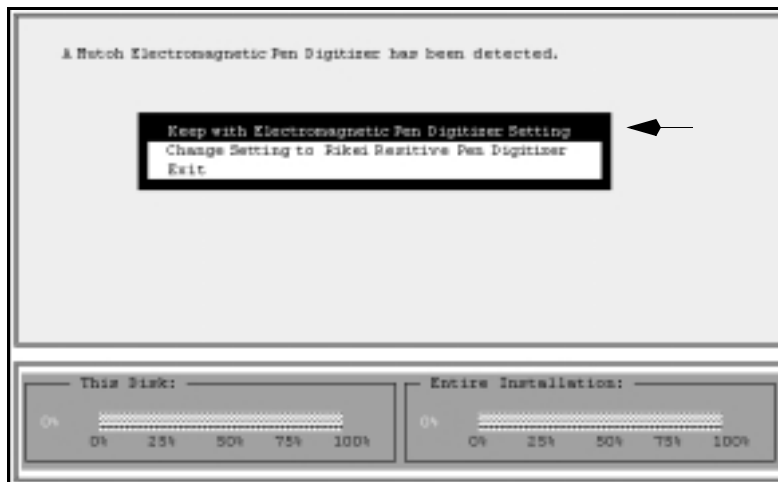 A Mutoh Electromagnetic Pen Digitizer has been detected.
Keep with Electromagnetic Pen Digitizer Setting
Change Setting to Rikei Resitive Pen Digitizer
Exit
This Disk:
0%
0% 25% 50% 75% 100%
Entire Installation:
0%
0% 25% 50% 75% 100%